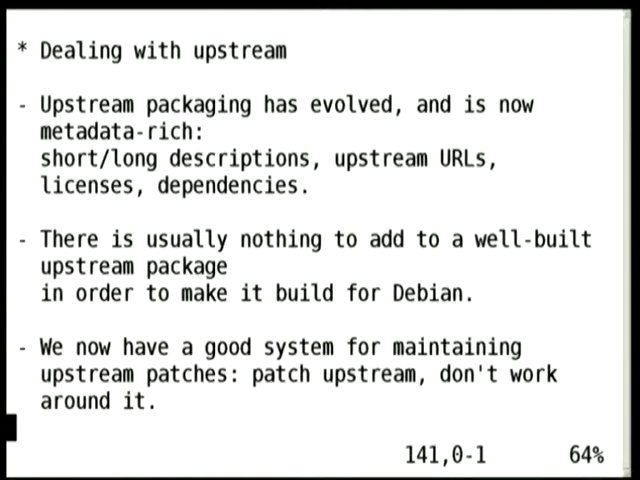 * Dealing with upstream
- Upstream packaging has evolved, and is now
metadata-rich:
short/long descriptions, upstream URLs,
licenses, dependencies.
- There is usually nothing to add to a well-built
upstream package
in order to make it build for Debian.
- We now have a good system for maintaining
upstream patches: patch upstream, don't work
around it.
141,0-1 64%